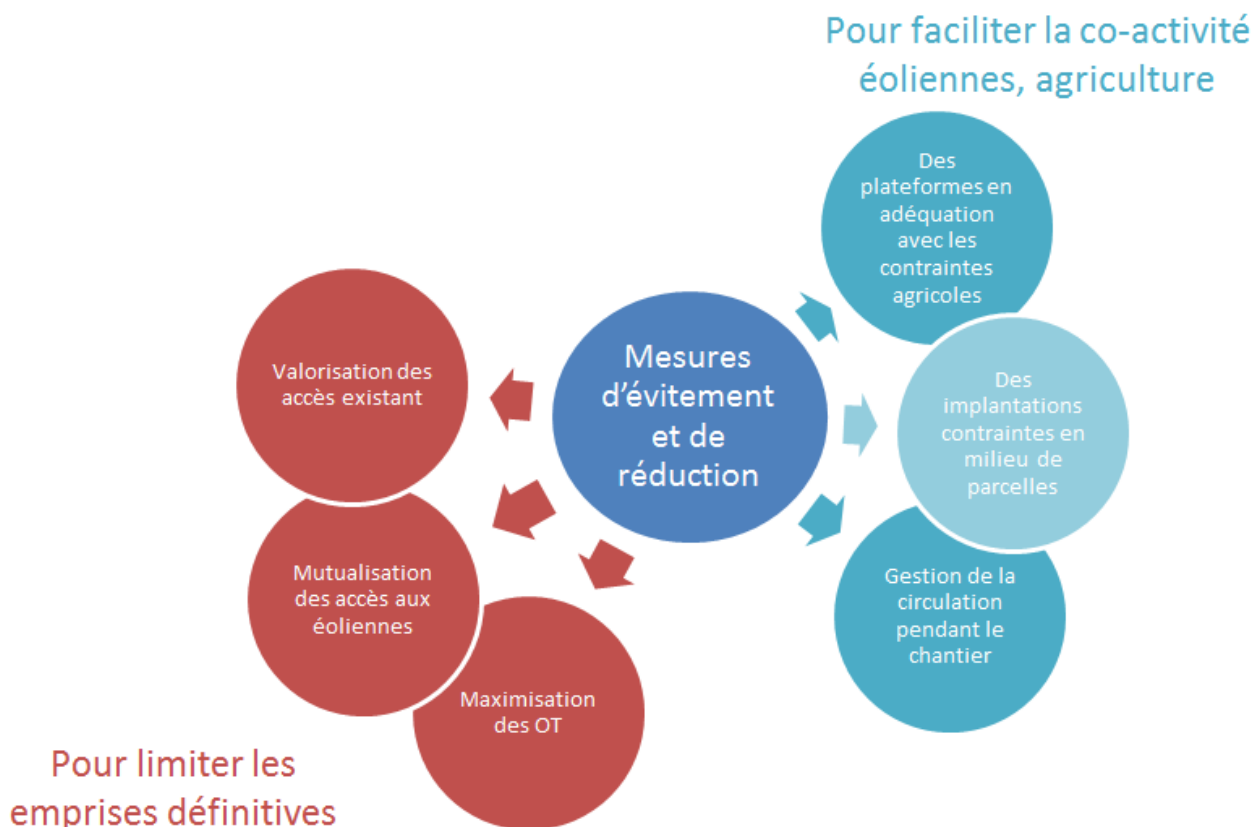 Pour faciliter la co-activité
éoliennes, agriculture
Des
plateformes en
adéquation
avec les
contraintes
agricoles
Mesures
d'évitement
et de
réduction
Valorisation des
accès existant
Des
implantations
contraintes en
milieu de
parcelles
Mutualisation
des accès aux
éoliennes
Gestion de la
circulation
pendant le
chantier
Maximisation
des OT
Pour limiter les
emprises définitives